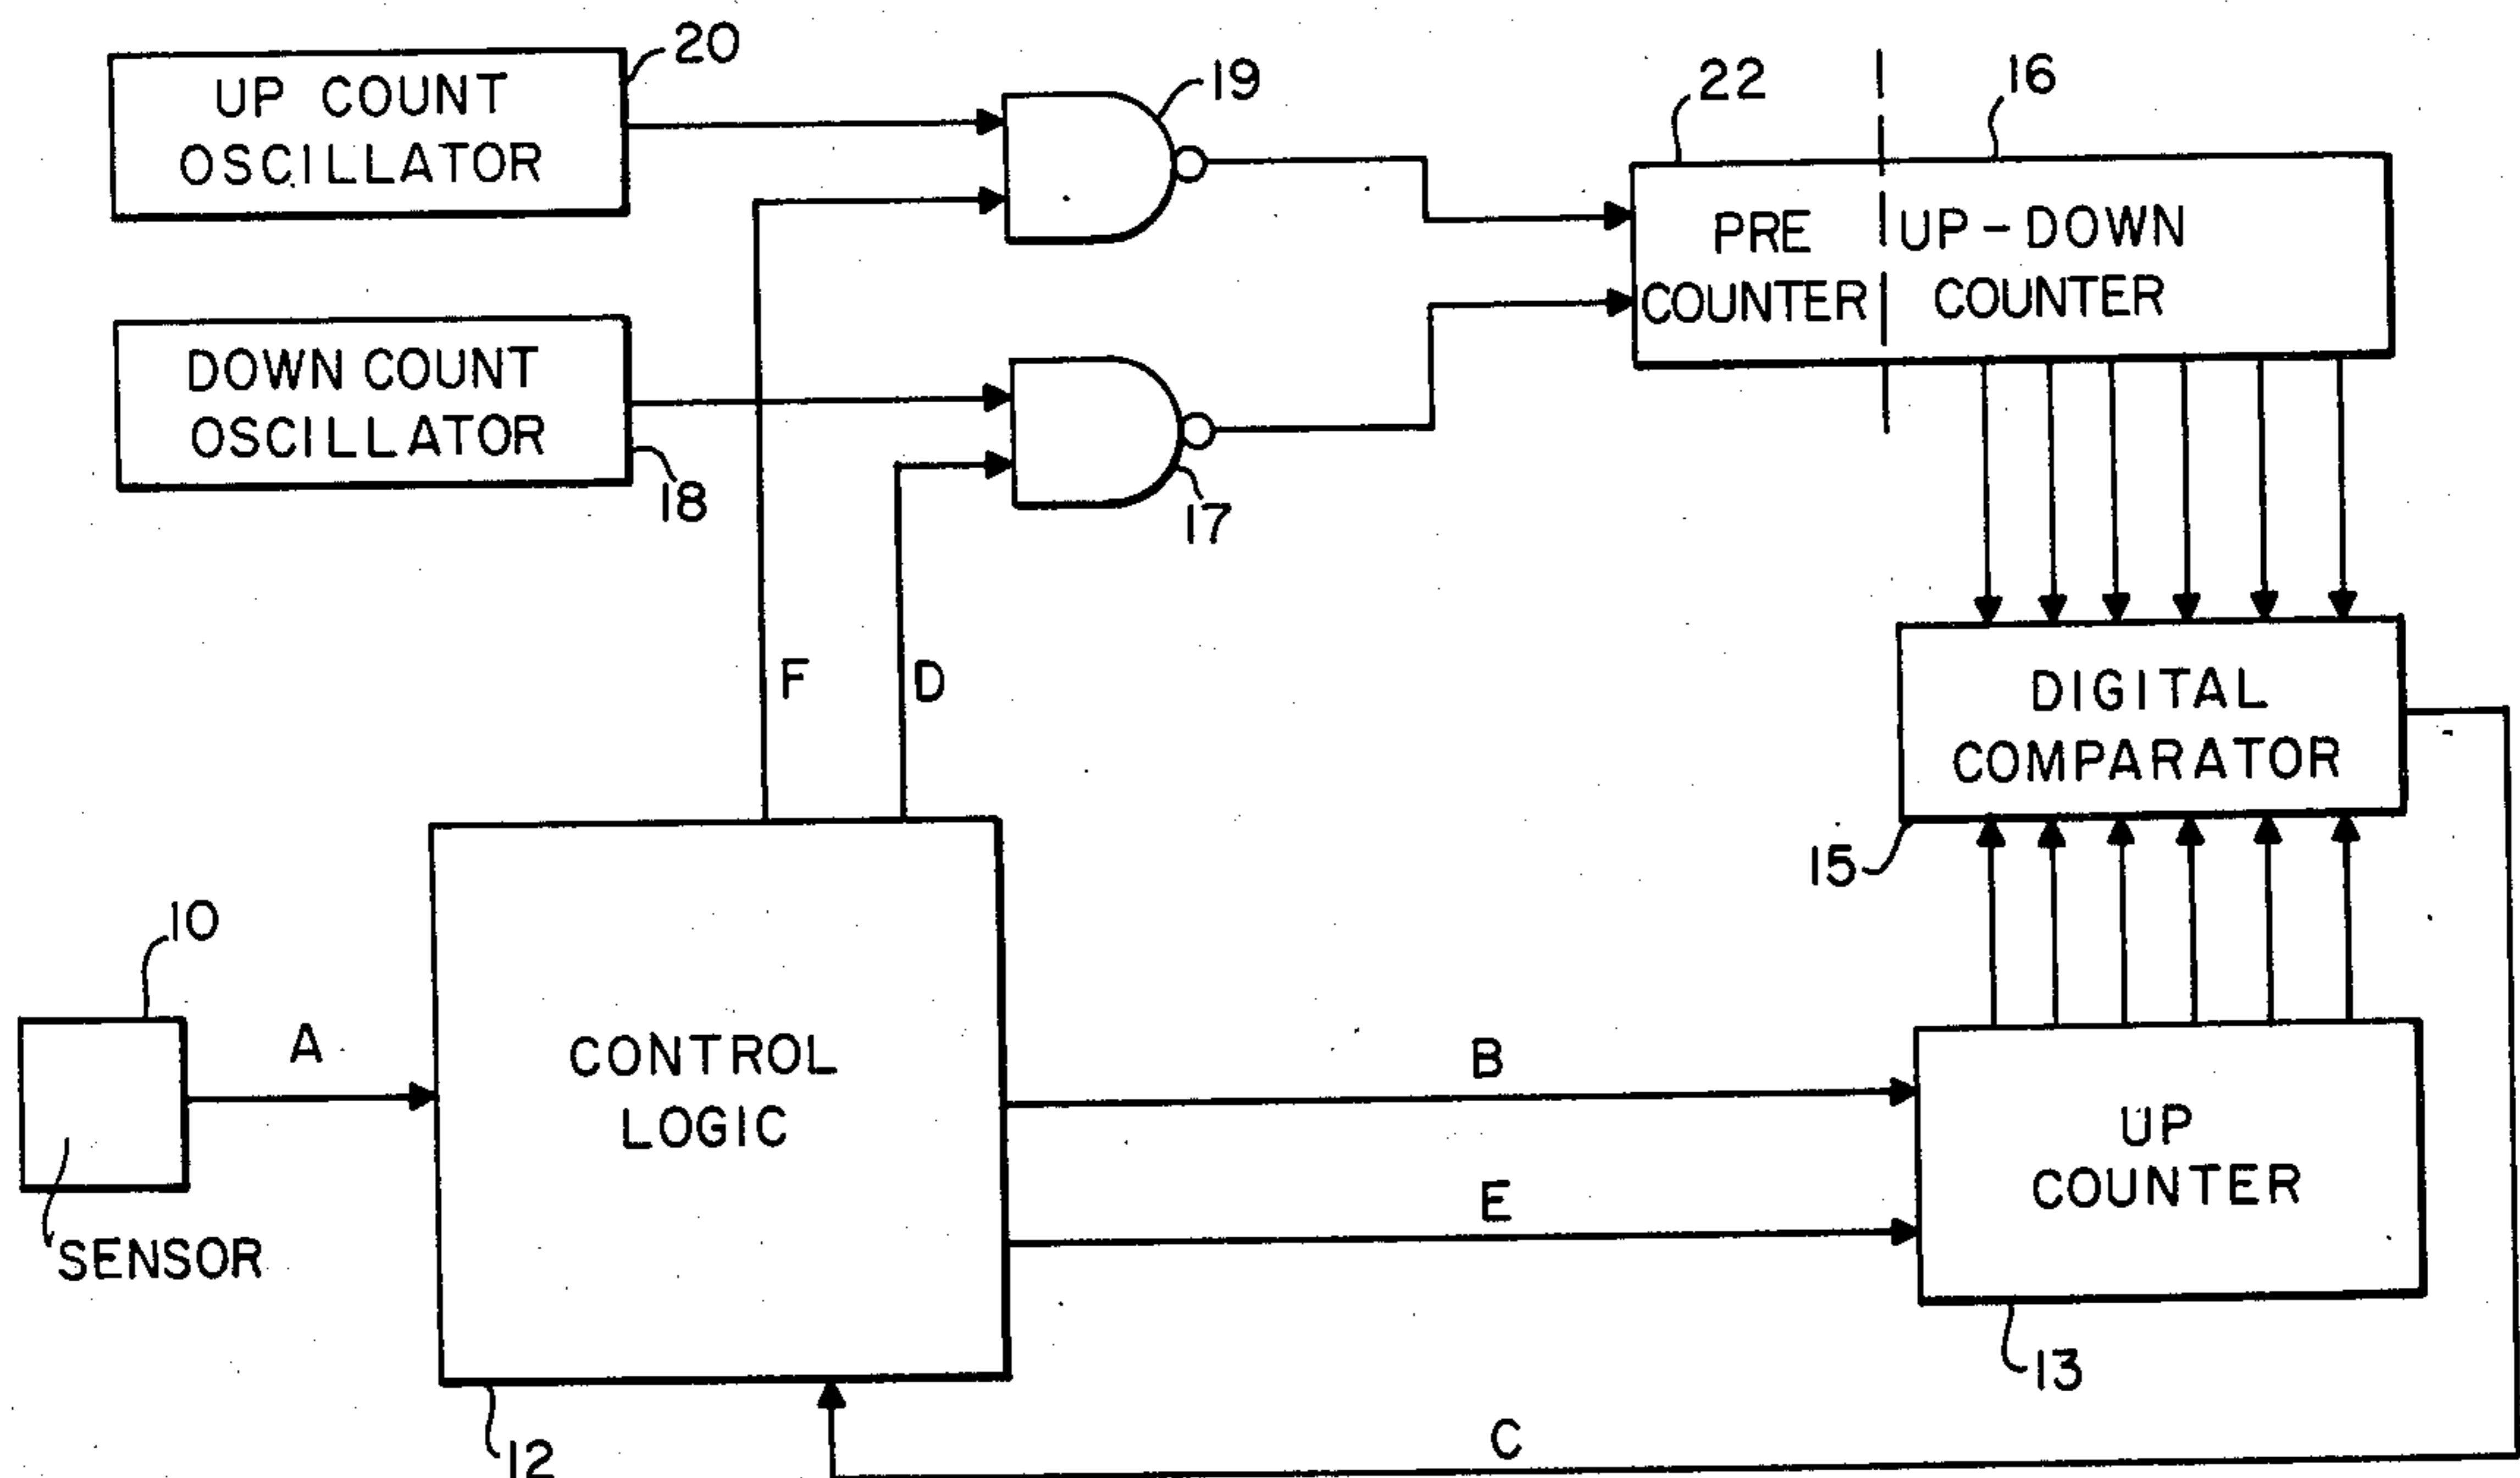 20
UP COUNT
OSCILLATOR
19
22
16
PRE
COUNTER
UP-DOWN
COUNTER
DOWN COUNT
OSCILLATOR
18
17
F
D
DIGITAL
COMPARATOR
15
10
A
SENSOR
CONTROL
LOGIC
12
B
E
UP
COUNTER
13
C